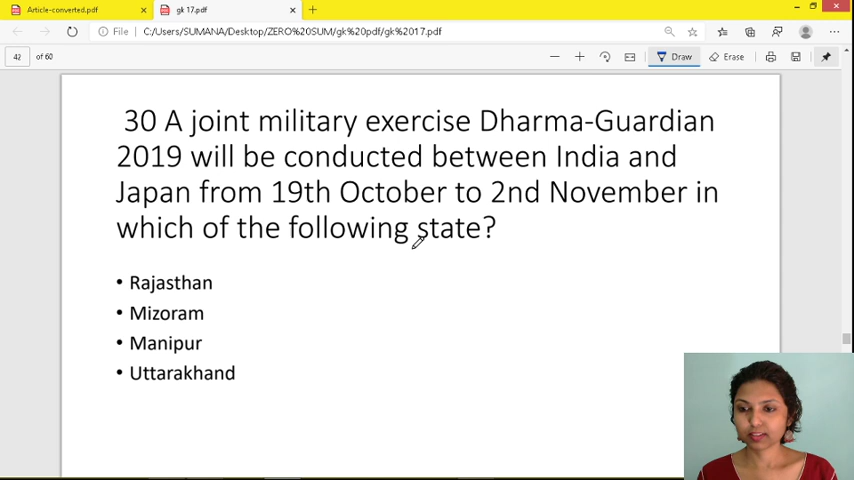 Article-converted.pdf
gk 17.pdf
File
C:/Users/SUMANA/Desktop/ZERO%20SUM/gk%20pdf/gk%2017.pdf
42 of 60
Draw
Erase
30 A joint military exercise Dharma-Guardian
2019 will be conducted between India and
Japan from 19th October to 2nd November in
which of the following state?
• Rajasthan
• Mizoram
• Manipur
• Uttarakhand